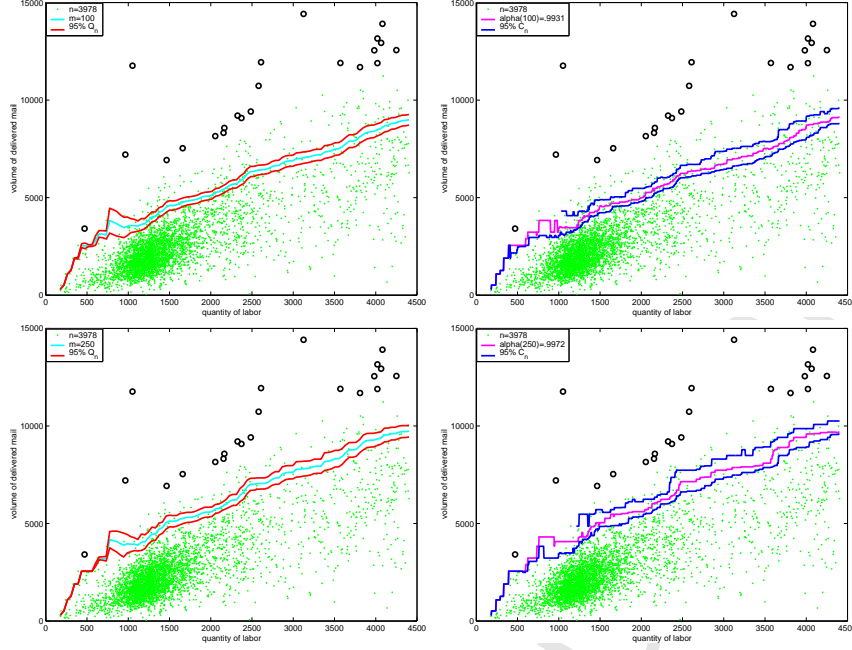 15000
10000
5000
0
volume of delivered mail
n=3978
m=100
95% Qn
0 500 1000 1500 2000 2500 3000 3500 4000 4500
quantity of labor
15000
10000
5000
0
volume of delivered mail
n=3978
alpha(100)=.9931
95% Cn
0 500 1000 1500 2000 2500 3000 3500 4000 4500
quantity of labor
15000
10000
5000
0
volume of delivered mail
n=3978
m=250
95% Qn
0 500 1000 1500 2000 2500 3000 3500 4000 4500
quantity of labor
15000
10000
5000
0
volume of delivered mail
n=3978
alpha(250)=.9972
95% Cn
0 500 1000 1500 2000 2500 3000 3500 4000 450
quantity of labor